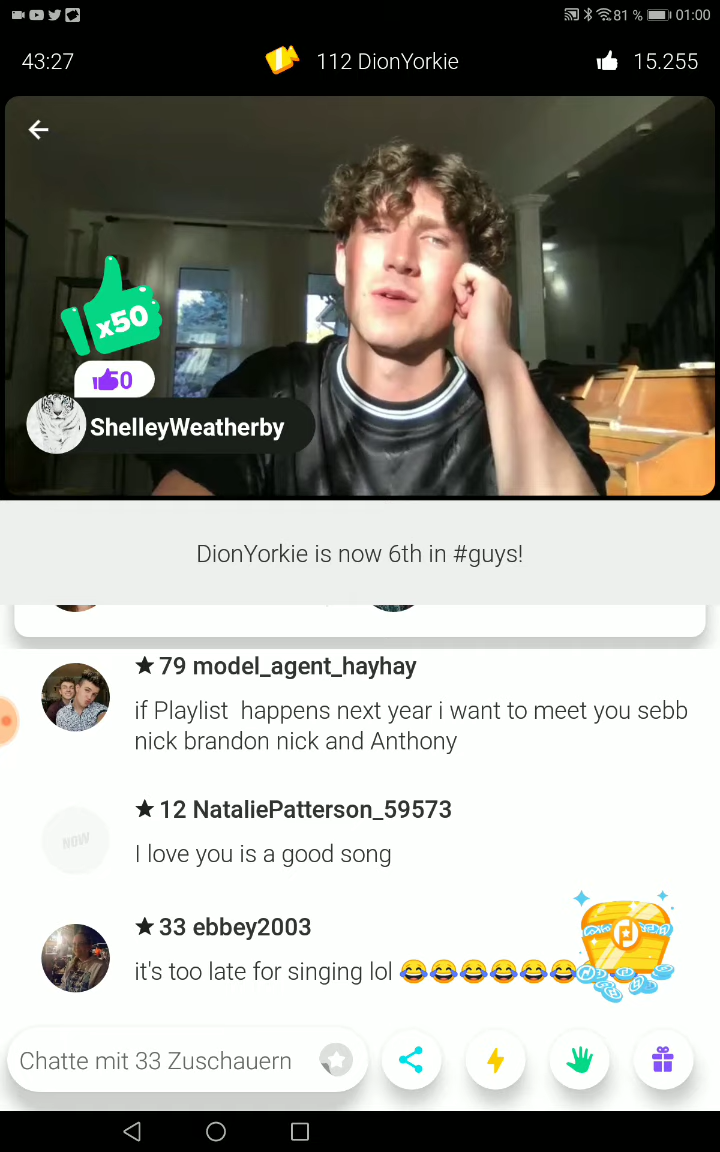 81 % 01:00
43:27 112 DionYorkie 15.255
x50
50
ShelleyWeatherby
DionYorkie is now 6th in #guys!
★ 79 model_agent_hayhay
if Playlist happens next year i want to meet you sebb
nick brandon nick and Anthony
★ 12 NataliePatterson_59573
NOW
I love you is a good song
★ 33 ebbey2003
it's too late for singing lol 😂😂😂😂😂😂
Chatte mit 33 Zuschauern